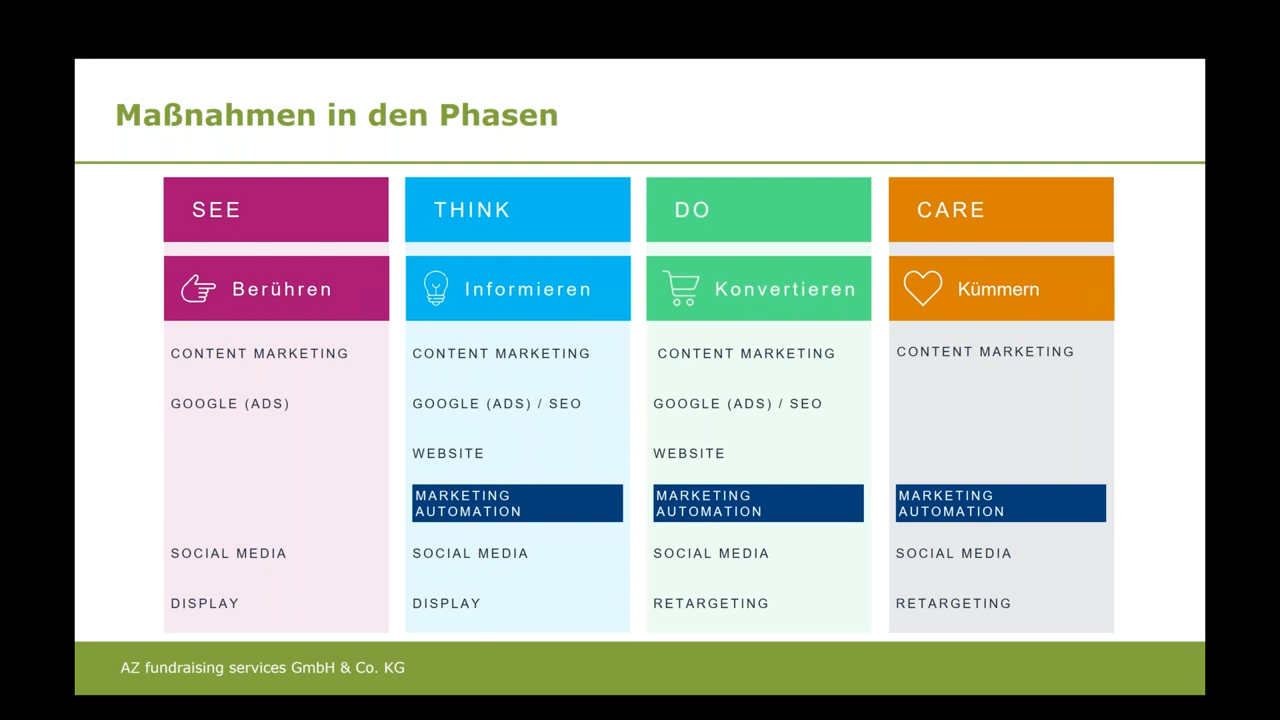 Maßnahmen in den Phasen
SEE
Berühren
CONTENT MARKETING
GOOGLE (ADS)
SOCIAL MEDIA
DISPLAY
THINK
Informieren
CONTENT MARKETING
GOOGLE (ADS) / SEO
WEBSITE
MARKETING
AUTOMATION
SOCIAL MEDIA
DISPLAY
DO
Konvertieren
CONTENT MARKETING
GOOGLE (ADS) / SEO
WEBSITE
MARKETING
AUTOMATION
SOCIAL MEDIA
RETARGETING
CARE
Kümmern
CONTENT MARKETING
MARKETING
AUTOMATION
SOCIAL MEDIA
RETARGETING
AZ fundraising services GmbH & Co. KG